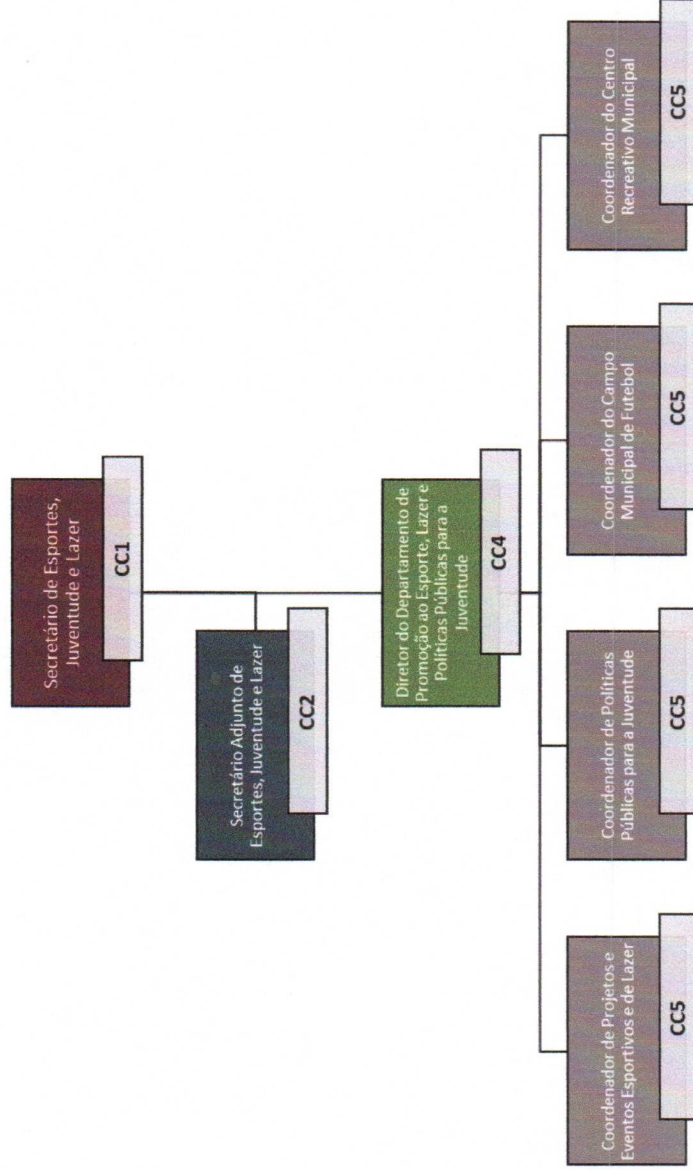 Secretário de Esportes,
Juventude e Lazer
CC1
Secretário Adjunto de
Esportes, Juventude e Lazer
CC2
Diretor do Departamento de
Promoção ao Esporte, Lazer e
Políticas Públicas para a
Juventude
CC4
Coordenador de Projetos e
Eventos Esportivos e de Lazer
CC5
Coordenador de Políticas
Públicas para a Juventude
CC5
Coordenador do Campo
Municipal de Futebol
CC5
Coordenador do Centro
Recreativo Municipal
CC5